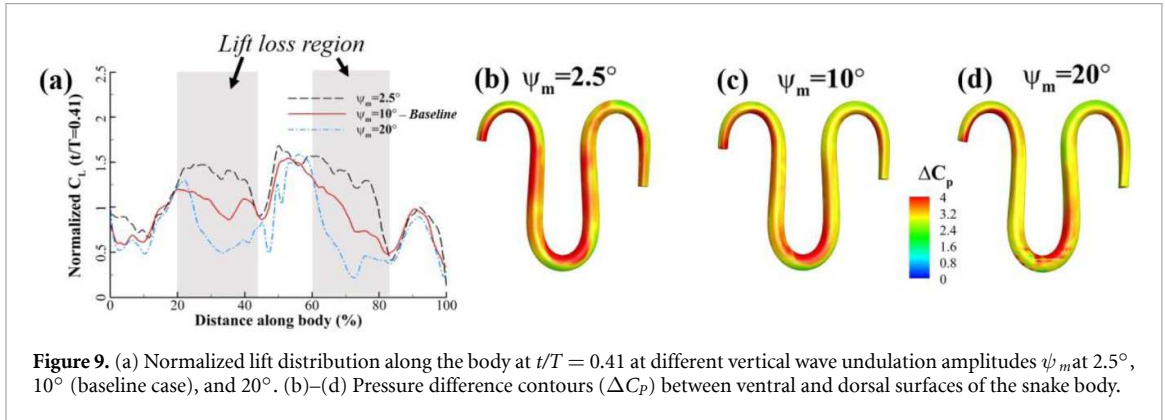 Lift loss region
(a)
2.5
2
1.5
1
0.5
0
Normalized C_L (t/T=0.41)
ψ_m=2.5°
ψ_m=10° – Baseline
ψ_m=20°
0 20 40 60 80 100
Distance along body (%)
(b) ψ_m=2.5°
(c) ψ_m=10°
(d) ψ_m=20°
ΔC_p
4
3.2
2.4
1.6
0.8
0
Figure 9. (a) Normalized lift distribution along the body at t/T = 0.41 at different vertical wave undulation amplitudes ψ_m at 2.5°,
10° (baseline case), and 20°. (b)–(d) Pressure difference contours (ΔC_P) between ventral and dorsal surfaces of the snake body.